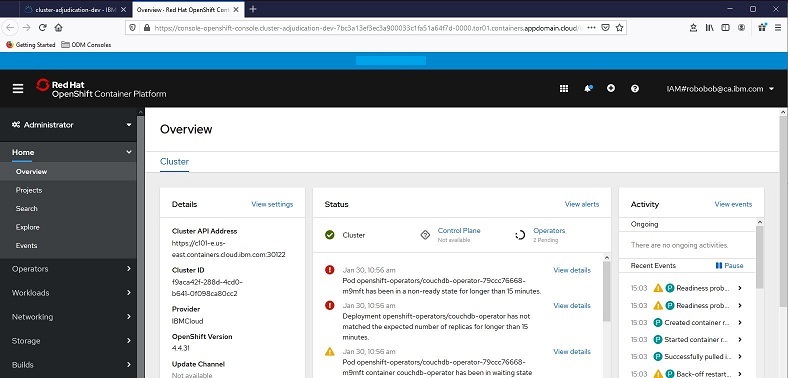 cluster-adjudication-dev - IBM
Overview - Red Hat OpenShift Cont
https://console-openshift-console.cluster-adjudication-dev-7bc3a13ef3ec3a900033c1fa51a64f7d-0000.tor01.containers.appdomain.cloud/
Getting Started
ODM Consoles
Red Hat
OpenShift Container Platform
IAM#robobob@ca.ibm.com
Administrator
Home
Overview
Projects
Search
Explore
Events
Operators
Workloads
Networking
Storage
Builds
Overview
Cluster
Details
View settings
Cluster API Address
https://c101-e.us-
east.containers.cloud.ibm.com:30122
Cluster ID
f9aca42f-288d-4cd0-
b641-0f098ca80cc2
Provider
IBMCloud
OpenShift Version
4.4.31
Update Channel
Not available
Status
View alerts
Cluster
Control Plane
Not available
Operators
2 Pending
Jan 30, 10:56 am
View details
Pod openshift-operators/couchdb-operator-79ccc76668-
m9mft has been in a non-ready state for longer than 15 minutes.
Jan 30, 10:56 am
View details
Deployment openshift-operators/couchdb-operator has not
matched the expected number of replicas for longer than 15
minutes.
Jan 30, 10:56 am
View details
Pod openshift-operators/couchdb-operator-79ccc76668-
m9mft container couchdb-operator has been in waiting state
Activity
View events
Ongoing
There are no ongoing activities.
Recent Events
Pause
15:03 P Readiness prob...
15:03 P Readiness prob...
15:03 P Created container r...
15:03 P Started container r...
15:03 P Successfully pulled i...
15:03 P Back-off restart...